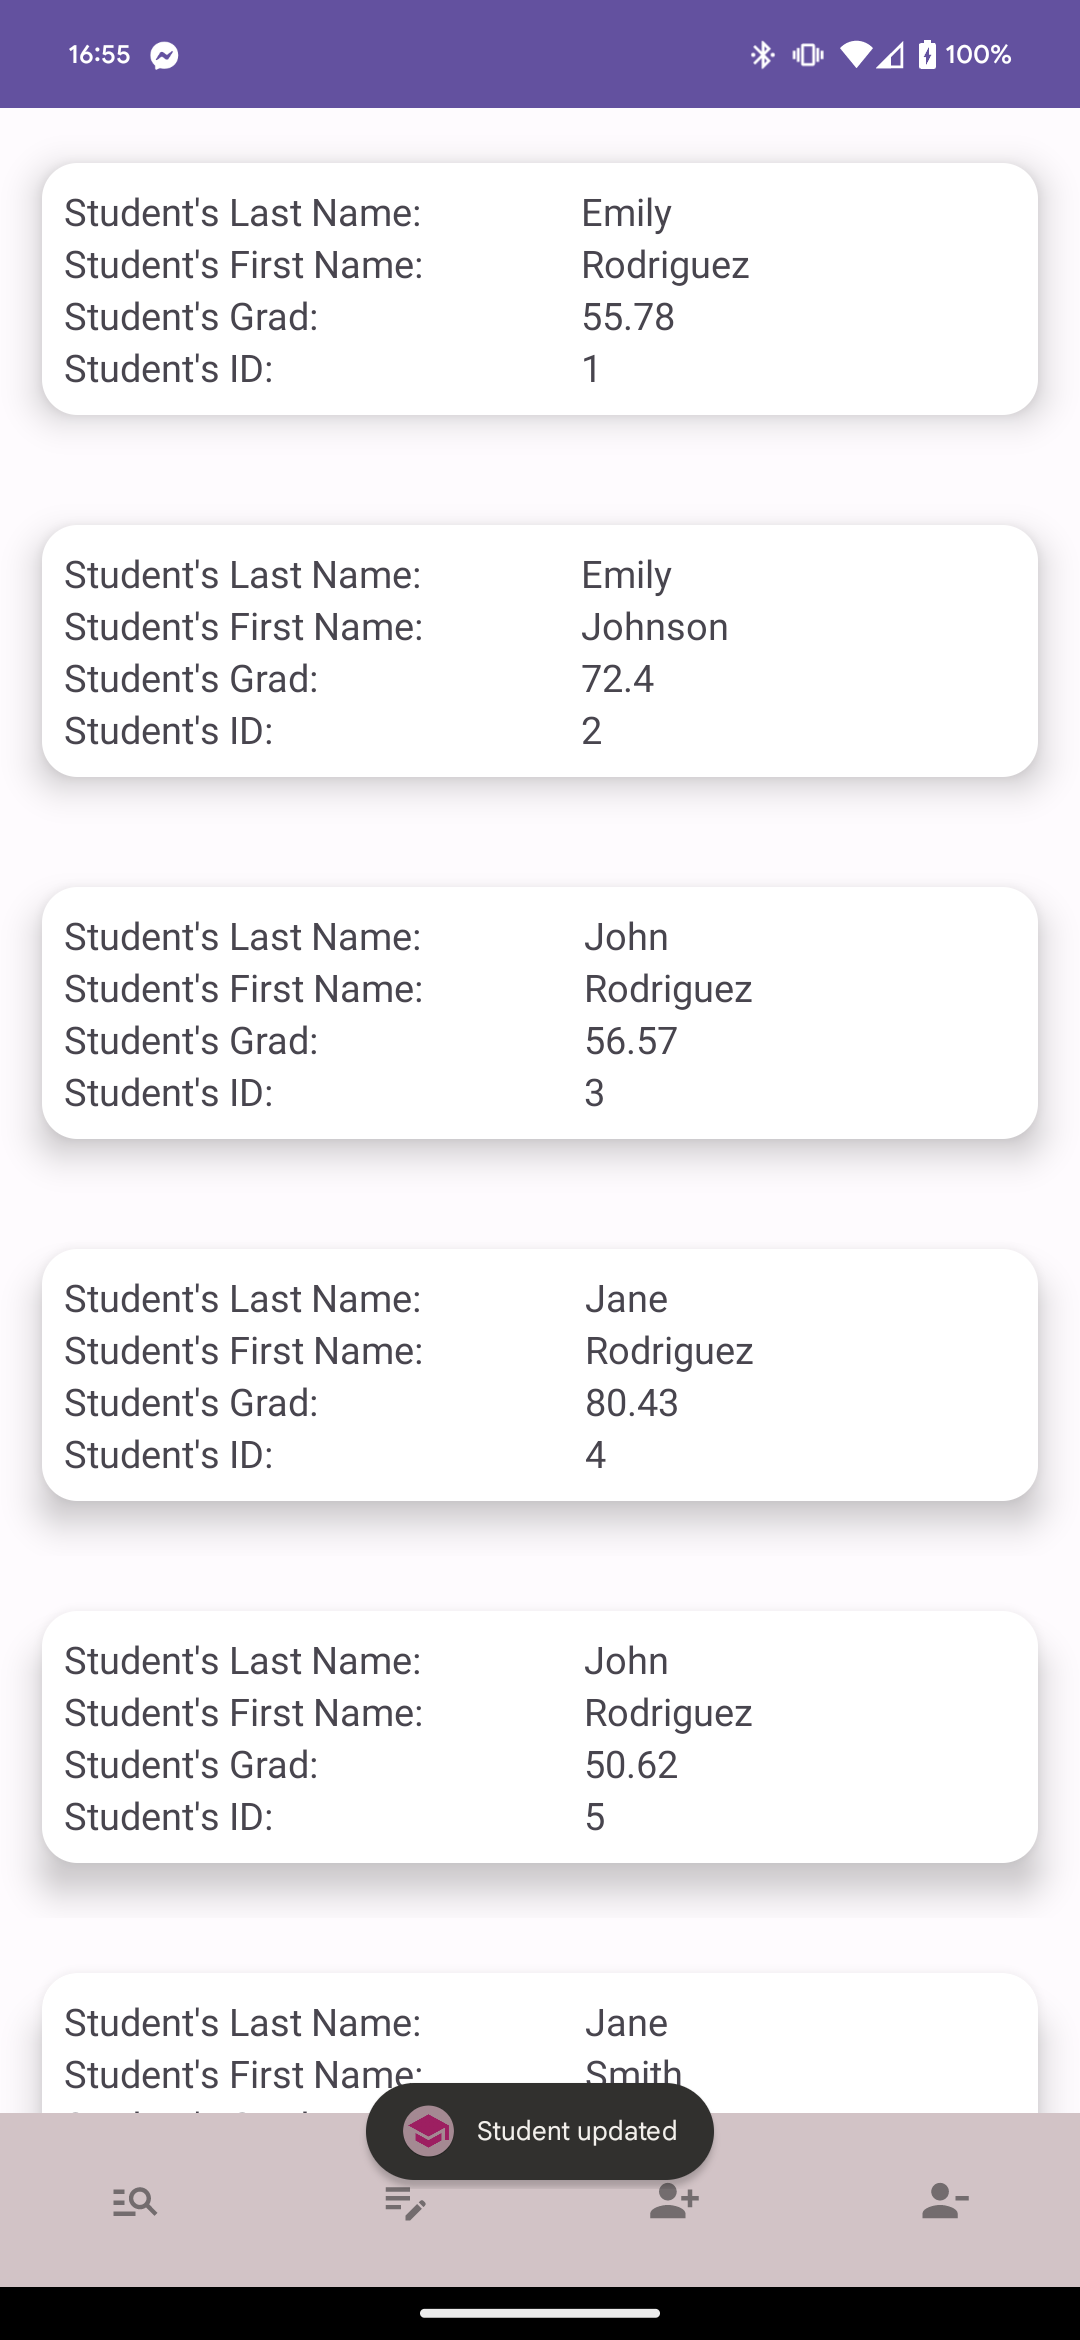 16:55 100%
Student's Last Name: Emily
Student's First Name: Rodriguez
Student's Grad: 55.78
Student's ID: 1
Student's Last Name: Emily
Student's First Name: Johnson
Student's Grad: 72.4
Student's ID: 2
Student's Last Name: John
Student's First Name: Rodriguez
Student's Grad: 56.57
Student's ID: 3
Student's Last Name: Jane
Student's First Name: Rodriguez
Student's Grad: 80.43
Student's ID: 4
Student's Last Name: John
Student's First Name: Rodriguez
Student's Grad: 50.62
Student's ID: 5
Student's Last Name: Jane
Student's First Name: Smith
Student updated